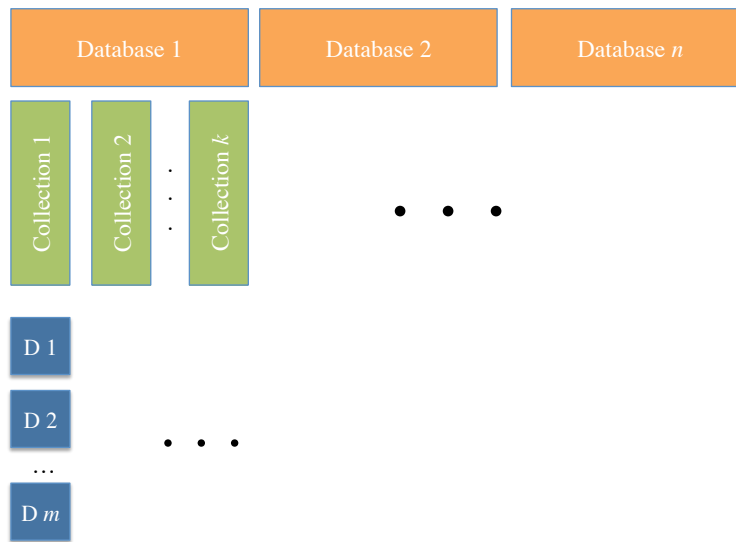 Database 1
Database 2
Database n
Collection 1
Collection 2
. . .
Collection k
• • •
D 1
D 2
...
D m
• • •